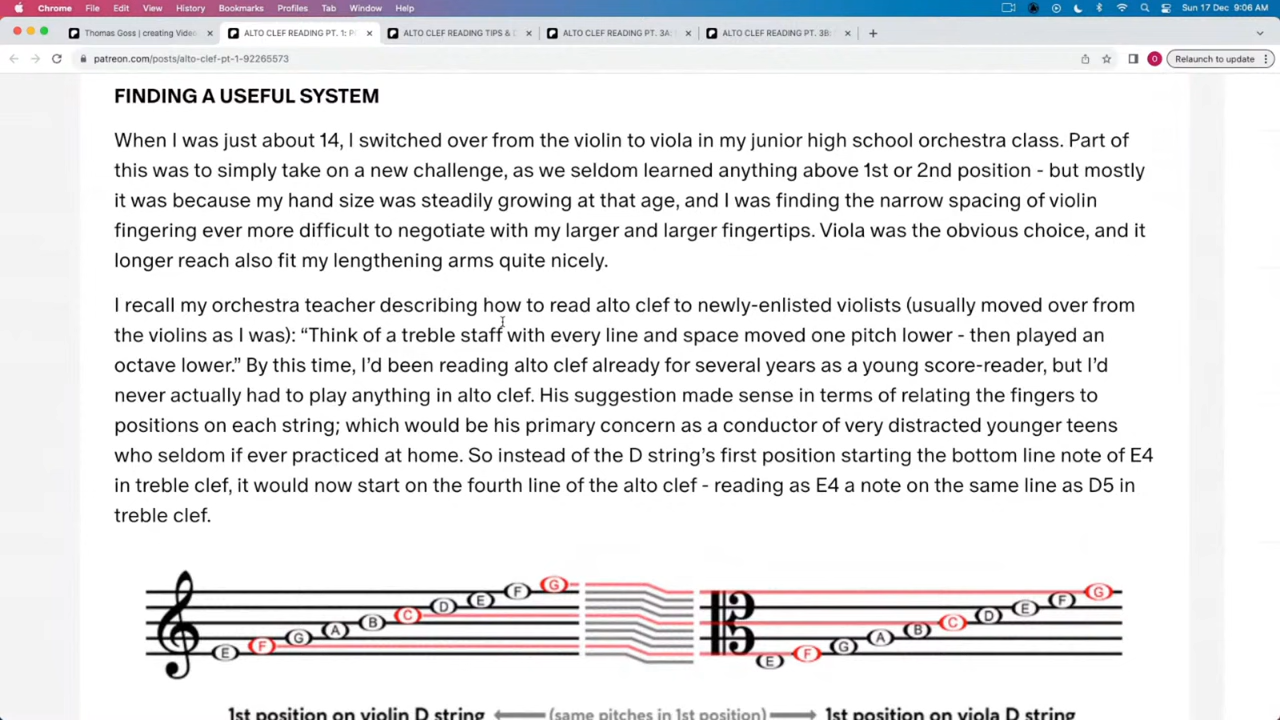 Chrome File Edit View History Bookmarks Profiles Tab Window Help Sun 17 Dec 9:06 AM
Thomas Goss | creating Video × ALTO CLEF READING PT. 1: PO × ALTO CLEF READING TIPS & D × ALTO CLEF READING PT. 3A: × ALTO CLEF READING PT. 3B: × +
patreon.com/posts/alto-clef-pt-1-92265573 O Relaunch to update
FINDING A USEFUL SYSTEM
When I was just about 14, I switched over from the violin to viola in my junior high school orchestra class. Part of
this was to simply take on a new challenge, as we seldom learned anything above 1st or 2nd position - but mostly
it was because my hand size was steadily growing at that age, and I was finding the narrow spacing of violin
fingering ever more difficult to negotiate with my larger and larger fingertips. Viola was the obvious choice, and it
longer reach also fit my lengthening arms quite nicely.
I recall my orchestra teacher describing how to read alto clef to newly-enlisted violists (usually moved over from
the violins as I was): “Think of a treble staff with every line and space moved one pitch lower - then played an
octave lower.” By this time, I’d been reading alto clef already for several years as a young score-reader, but I’d
never actually had to play anything in alto clef. His suggestion made sense in terms of relating the fingers to
positions on each string; which would be his primary concern as a conductor of very distracted younger teens
who seldom if ever practiced at home. So instead of the D string’s first position starting the bottom line note of E4
in treble clef, it would now start on the fourth line of the alto clef - reading as E4 a note on the same line as D5 in
treble clef.
E F G A B C D E F G E F G A B C D E F G
1st position on violin D string (same pitches in 1st position) 1st position on viola D string